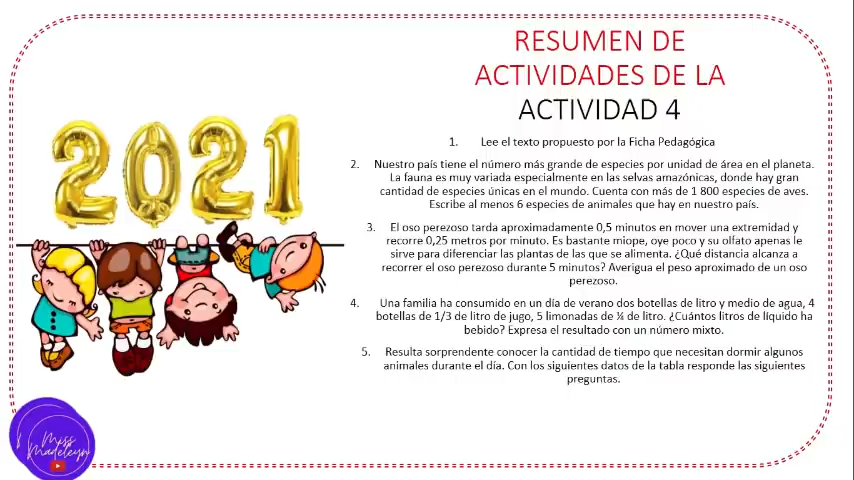 RESUMEN DE
ACTIVIDADES DE LA
ACTIVIDAD 4
2021
1. Lee el texto propuesto por la Ficha Pedagógica
2. Nuestro país tiene el número más grande de especies por unidad de área en el planeta.
La fauna es muy variada especialmente en las selvas amazónicas, donde hay gran
cantidad de especies únicas en el mundo. Cuenta con más de 1 800 especies de aves.
Escribe al menos 6 especies de animales que hay en nuestro país.
3. El oso perezoso tarda aproximadamente 0,5 minutos en mover una extremidad y
recorre 0,25 metros por minuto. Es bastante miope, oye poco y su olfato apenas le
sirve para diferenciar las plantas de las que se alimenta. ¿Qué distancia alcanza a
recorrer el oso perezoso durante 5 minutos? Averigua el peso aproximado de un oso
perezoso.
4. Una familia ha consumido en un día de verano dos botellas de litro y medio de agua, 4
botellas de 1/3 de litro de jugo, 5 limonadas de ¼ de litro. ¿Cuántos litros de líquido ha
bebido? Expresa el resultado con un número mixto.
5. Resulta sorprendente conocer la cantidad de tiempo que necesitan dormir algunos
animales durante el día. Con los siguientes datos de la tabla responde las siguientes
preguntas.
Miss
Madeleyn